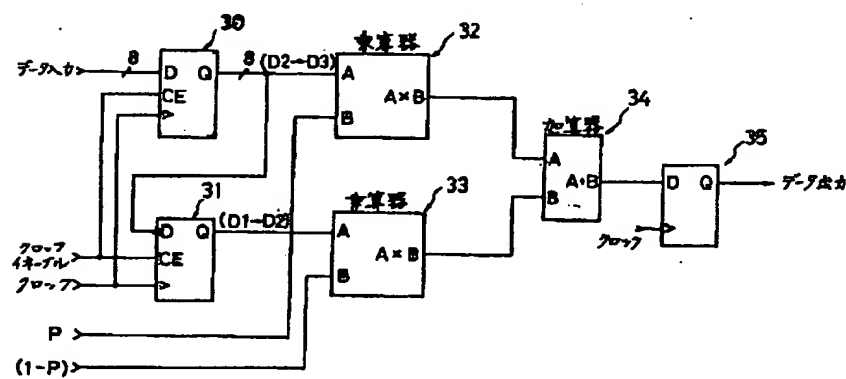 30
データ入力
8
D Q
8
(D2→D3)
CE
乗算器
32
A
A×B
B
31
D Q
(D1→D2)
CE
クロック
イネーブル
クロック
乗算器
33
A
A×B
B
加算器
34
A
A+B
B
35
D Q
データ出力
クロック
P
(1-P)